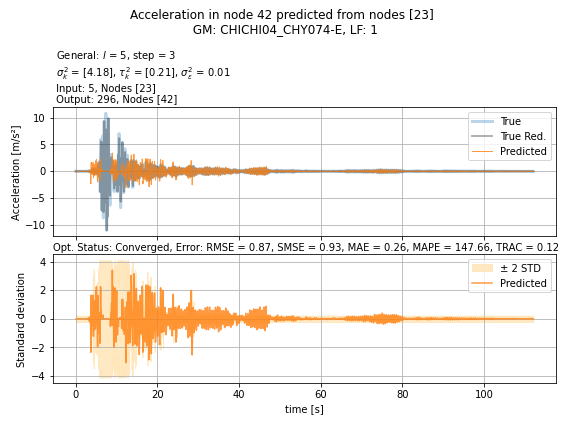 Acceleration in node 42 predicted from nodes [23]
GM: CHICHI04_CHY074-E, LF: 1
General: l = 5, step = 3
σ²ₖ = [4.18], τ²ₖ = [0.21], σ²ε = 0.01
Input: 5, Nodes [23]
Output: 296, Nodes [42]
10
5
0
−5
−10
Acceleration [m/s²]
True
True Red.
Predicted
Opt. Status: Converged, Error: RMSE = 0.87, SMSE = 0.93, MAE = 0.26, MAPE = 147.66, TRAC = 0.12
4
2
0
−2
−4
Standard deviation
± 2 STD
Predicted
0 20 40 60 80 100
time [s]